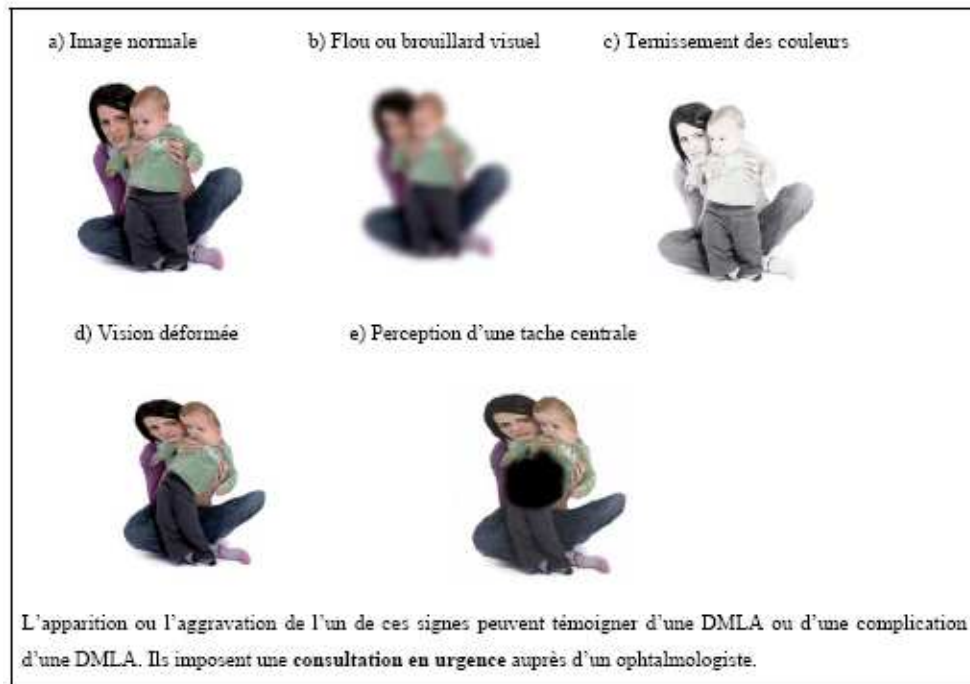 a) Image normale
b) Flou ou brouillard visuel
c) Ternissement des couleurs
d) Vision déformée
e) Perception d’une tache centrale
L’apparition ou l’aggravation de l’un de ces signes peuvent témoigner d’une DMLA ou d’une complication
d’une DMLA. Ils imposent une consultation en urgence auprès d’un ophtalmologiste.